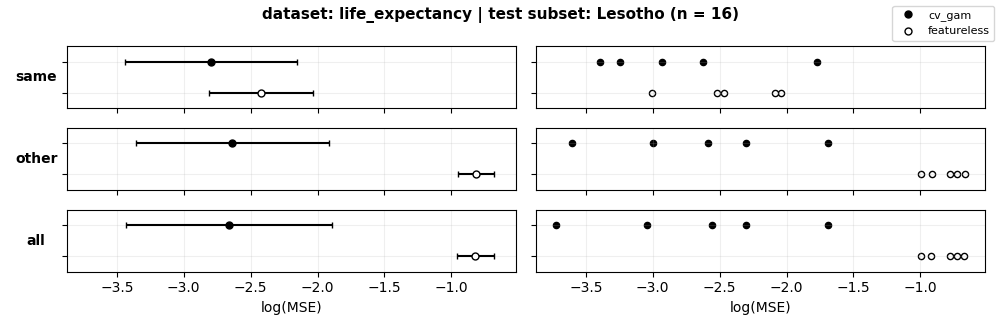 dataset: life_expectancy | test subset: Lesotho (n = 16)
cv_gam
featureless
same
other
all
−3.5 −3.0 −2.5 −2.0 −1.5 −1.0
log(MSE)
−3.5 −3.0 −2.5 −2.0 −1.5 −1.0
log(MSE)